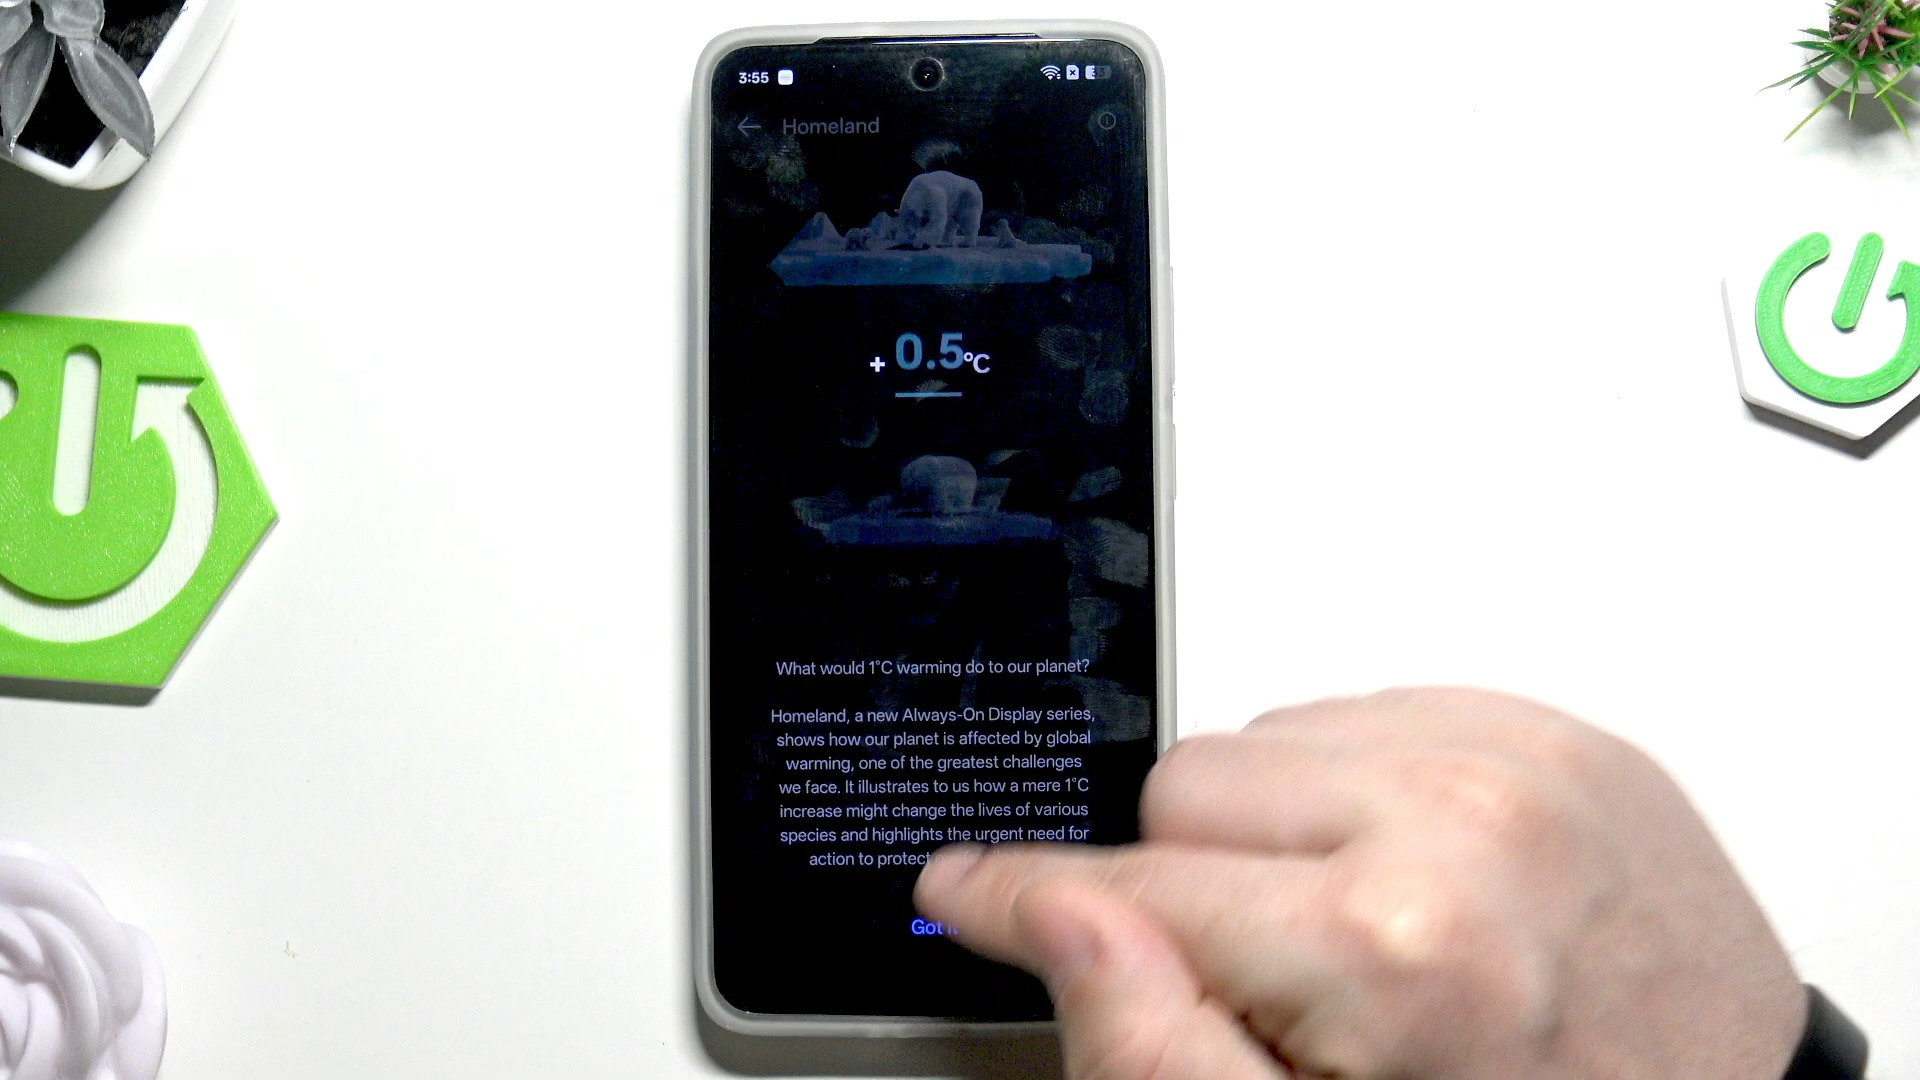 3:55
Homeland
+ 0.5°C
What would 1°C warming do to our planet?
Homeland, a new Always-On Display series,
shows how our planet is affected by global
warming, one of the greatest challenges
we face. It illustrates to us how a mere 1°C
increase might change the lives of various
species and highlights the urgent need for
action to protect
Got it